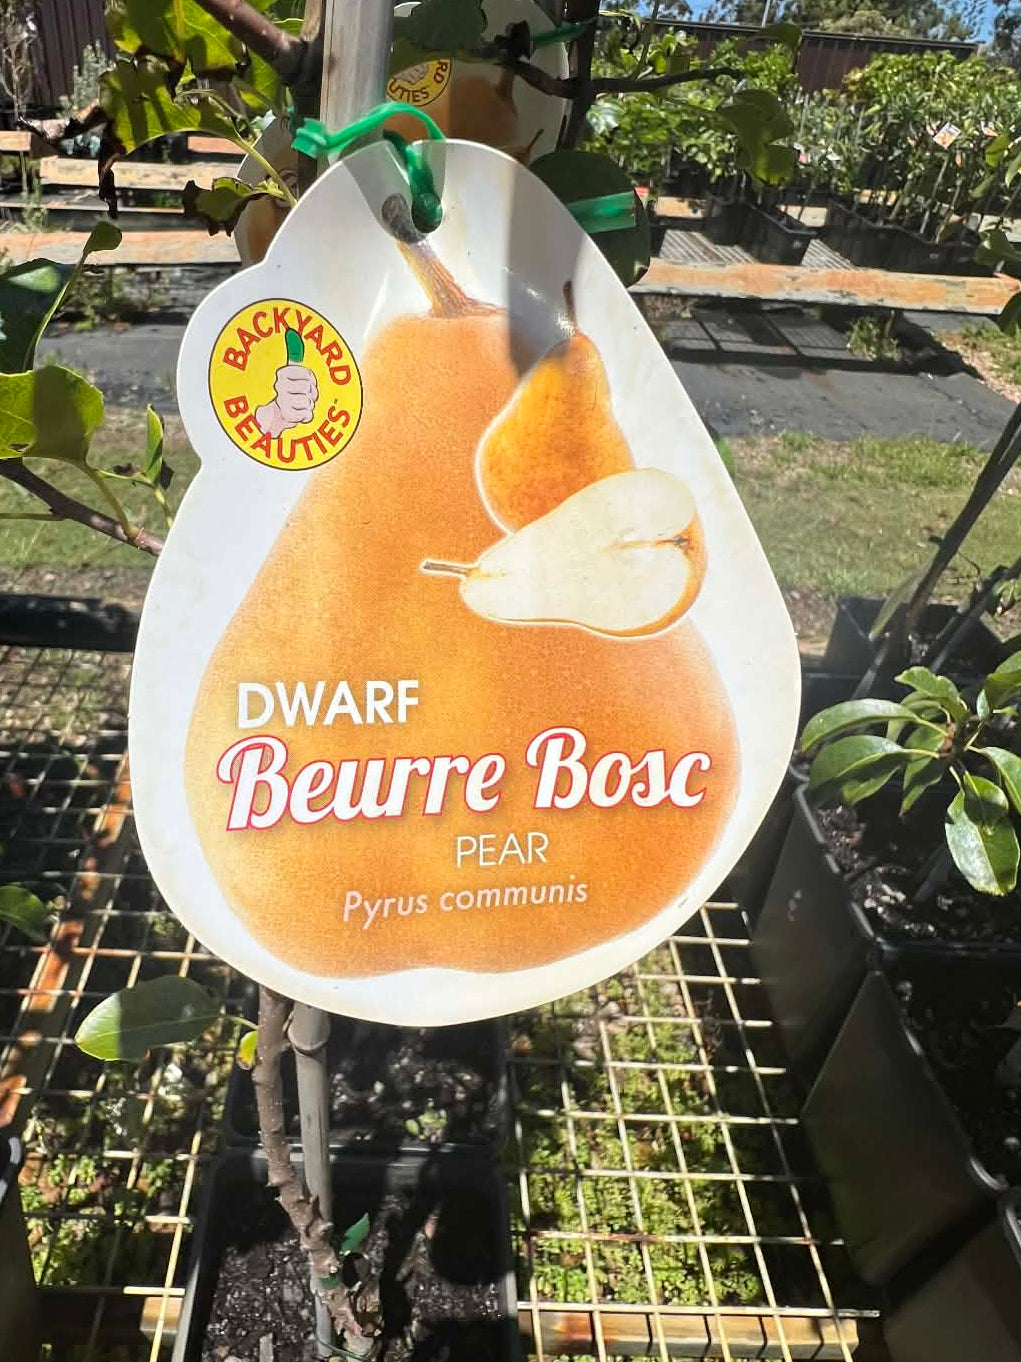 BACKYARD
BEAUTIES
DWARF
Beurre Bosc
PEAR
Pyrus communis